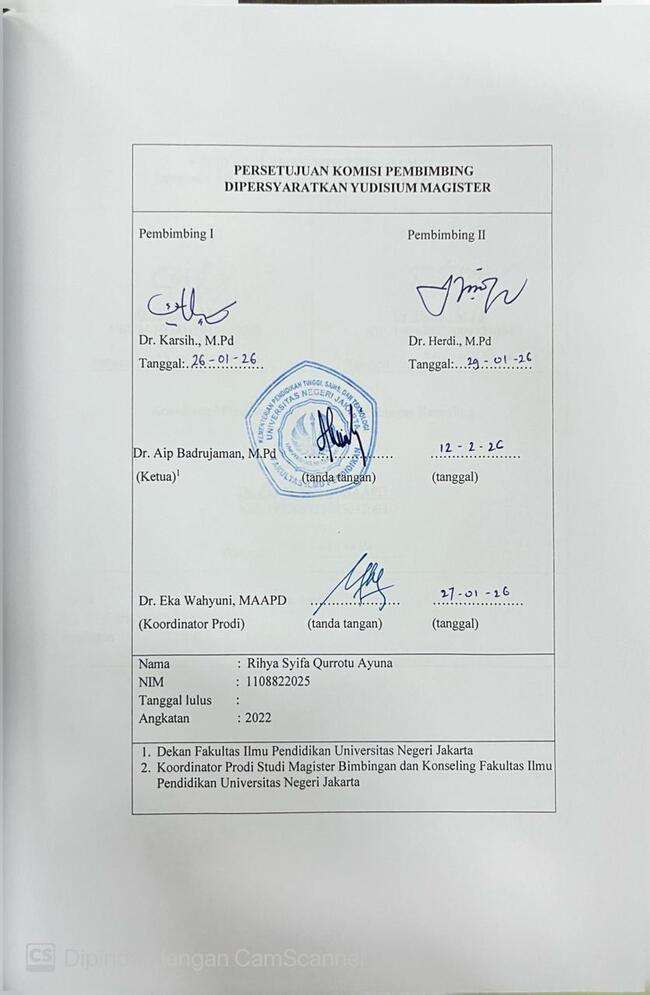 PERSETUJUAN KOMISI PEMBIMBING
DIPERSYARATKAN YUDISIUM MAGISTER
Pembimbing I Pembimbing II
Dr. Karsih., M.Pd Dr. Herdi., M.Pd
Tanggal:. 26-01-26 Tanggal:... 29-01-26
KEMENTERIAN PENDIDIKAN TINGGI, SAINS, DAN TEKNOLOGI
UNIVERSITAS NEGERI JAKARTA
FAKULTAS ILMU PENDIDIKAN
Dr. Aip Badrujaman, M.Pd 12-2-26
(Ketua)¹ (tanda tangan) (tanggal)
Dr. Eka Wahyuni, MAAPD 27-01-26
(Koordinator Prodi) (tanda tangan) (tanggal)
Nama : Rihya Syifa Qurrotu Ayuna
NIM : 1108822025
Tanggal lulus :
Angkatan : 2022
1. Dekan Fakultas Ilmu Pendidikan Universitas Negeri Jakarta
2. Koordinator Prodi Studi Magister Bimbingan dan Konseling Fakultas Ilmu
Pendidikan Universitas Negeri Jakarta
CS Dipindai dengan CamScanner